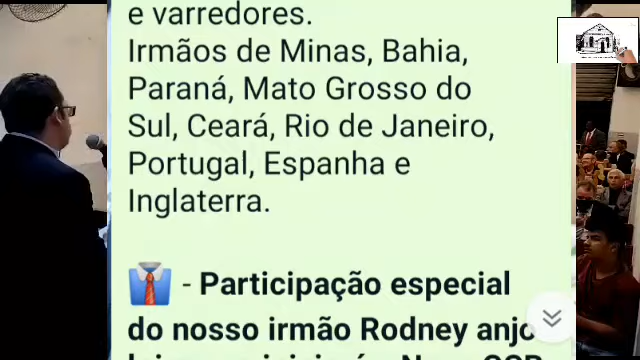 e varredores.
Irmãos de Minas, Bahia,
Paraná, Mato Grosso do
Sul, Ceará, Rio de Janeiro,
Portugal, Espanha e
Inglaterra.
- Participação especial
do nosso irmão Rodney anjo